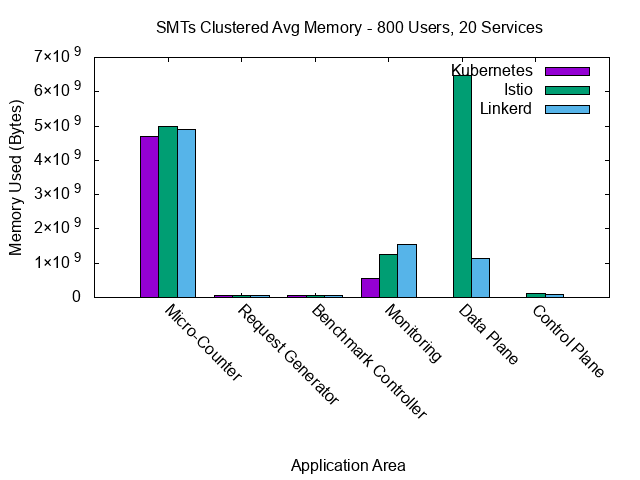 SMTs Clustered Avg Memory - 800 Users, 20 Services
Memory Used (Bytes)
7×10^9
6×10^9
5×10^9
4×10^9
3×10^9
2×10^9
1×10^9
0
Kubernetes
Istio
Linkerd
Micro-Counter
Request Generator
Benchmark Controller
Monitoring
Data Plane
Control Plane
Application Area